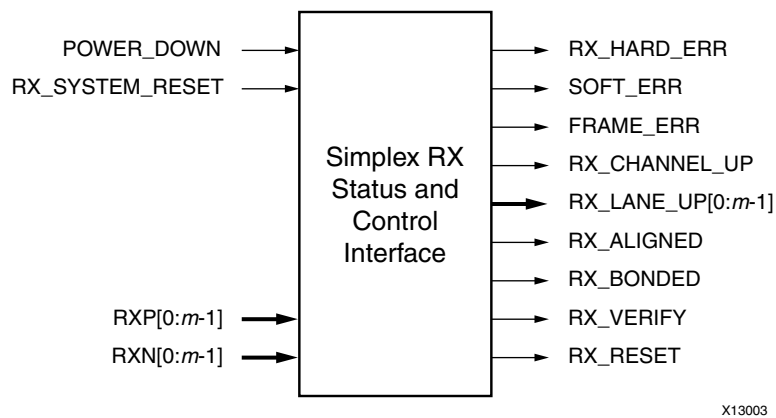 POWER_DOWN
RX_SYSTEM_RESET
RXP[0:m-1]
RXN[0:m-1]
Simplex RX
Status and
Control
Interface
RX_HARD_ERR
SOFT_ERR
FRAME_ERR
RX_CHANNEL_UP
RX_LANE_UP[0:m-1]
RX_ALIGNED
RX_BONDED
RX_VERIFY
RX_RESET
X13003